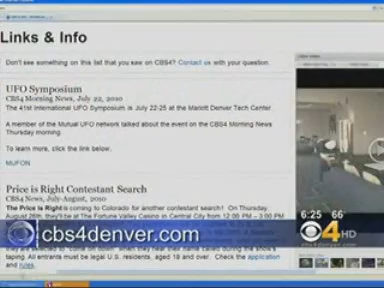 Links & Info
Don't see something on this list that you saw on CBS4? Contact us with your question.
UFO Symposium
CBS4 Morning News, July 22, 2010
The 41st International UFO Symposium is July 22-25 at the Marriott Denver Tech Center.
A member of the Mutual UFO network talked about the event on the CBS4 Morning News
Thursday morning.
To learn more, click the link below.
MUFON
Price is Right Contestant Search
CBS4 News, July-August, 2010
The Price is Right is coming to Colorado for another contestant search! On Thursday,
August 26th, they'll be at The Fortune Valley Casino in Central City from 12:00 PM – 3:00 PM
taping. All entrants must be legal U.S. residents, aged 18 and over. Check the application
and rules.
cbs4denver.com
6:25 66
4HD
cbs4denver.com